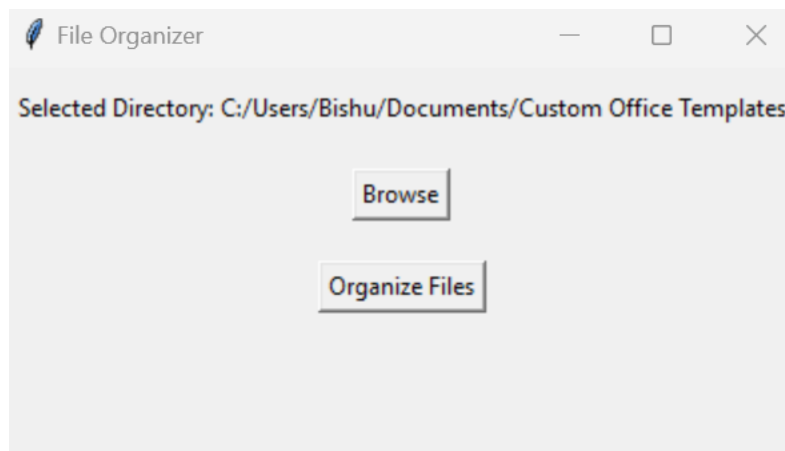 File Organizer
Selected Directory: C:/Users/Bishu/Documents/Custom Office Templates
Browse
Organize Files